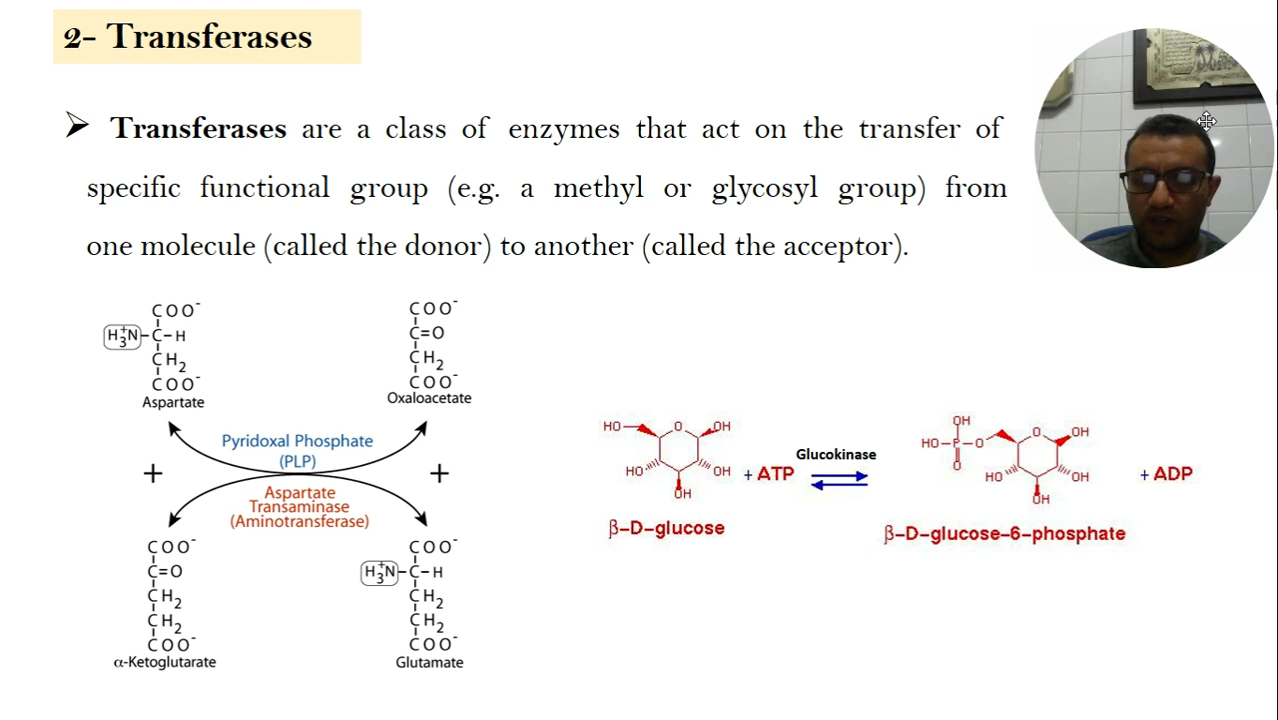 2- Transferases
➢ Transferases are a class of enzymes that act on the transfer of
specific functional group (e.g. a methyl or glycosyl group) from
one molecule (called the donor) to another (called the acceptor).
COO⁻
H₃⁺N–C–H
CH₂
COO⁻
Aspartate
COO⁻
C=O
CH₂
COO⁻
Oxaloacetate
Pyridoxal Phosphate
(PLP)
+
+
Aspartate
Transaminase
(Aminotransferase)
COO⁻
C=O
CH₂
CH₂
COO⁻
α-Ketoglutarate
COO⁻
H₃⁺N–C–H
CH₂
CH₂
COO⁻
Glutamate
HO
O
OH
HO
OH
OH
β-D-glucose
+ ATP
Glucokinase
OH
HO–P–O
O
O
OH
HO
OH
OH
β-D-glucose-6-phosphate
+ ADP